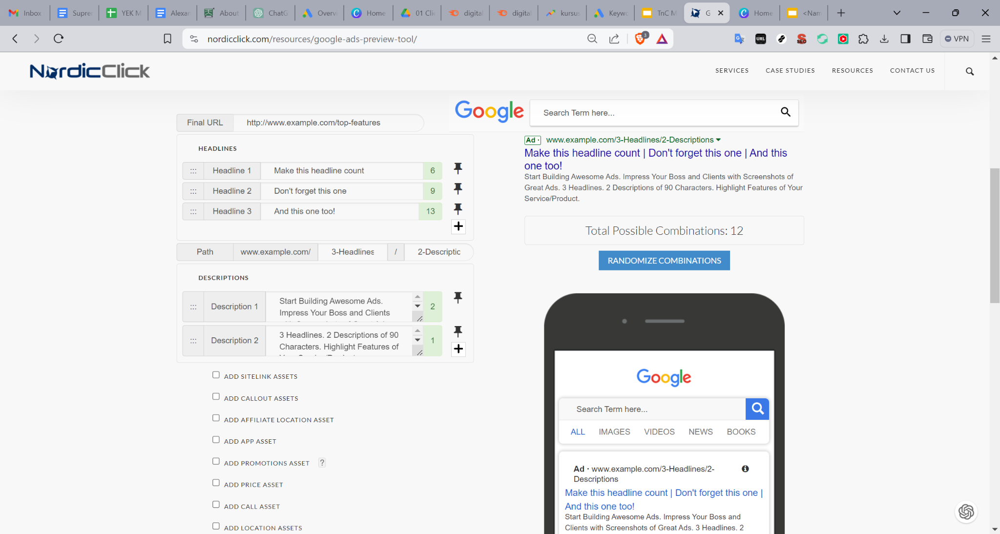 Inbox
Supre
YEK M
Alexa
About
ChatG
Overv
Home
01 Cli
digital
digital
kursus
Keywo
TnC M
G
Home
<Nam
nordicclick.com/resources/google-ads-preview-tool/
3
URL
SEO
VPN
NordicClick
SERVICES
CASE STUDIES
RESOURCES
CONTACT US
Final URL
http://www.example.com/top-features
HEADLINES
Headline 1
Make this headline count
6
Headline 2
Don't forget this one
9
Headline 3
And this one too!
13
Path
www.example.com/
3-Headlines
/
2-Descriptic
DESCRIPTIONS
Description 1
Start Building Awesome Ads.
Impress Your Boss and Clients
2
Description 2
3 Headlines. 2 Descriptions of 90
Characters. Highlight Features of
1
ADD SITELINK ASSETS
ADD CALLOUT ASSETS
ADD AFFILIATE LOCATION ASSET
ADD APP ASSET
ADD PROMOTIONS ASSET ?
ADD PRICE ASSET
ADD CALL ASSET
ADD LOCATION ASSETS
Google
Search Term here...
Ad · www.example.com/3-Headlines/2-Descriptions
Make this headline count | Don't forget this one | And this
one too!
Start Building Awesome Ads. Impress Your Boss and Clients with Screenshots of
Great Ads. 3 Headlines. 2 Descriptions of 90 Characters. Highlight Features of Your
Service/Product.
Total Possible Combinations: 12
RANDOMIZE COMBINATIONS
Google
Search Term here...
ALL
IMAGES
VIDEOS
NEWS
BOOKS
Ad · www.example.com/3-Headlines/2-
Descriptions
Make this headline count | Don't forget this one |
And this one too!
Start Building Awesome Ads. Impress Your Boss and
Clients with Screenshots of Great Ads. 3 Headlines. 2